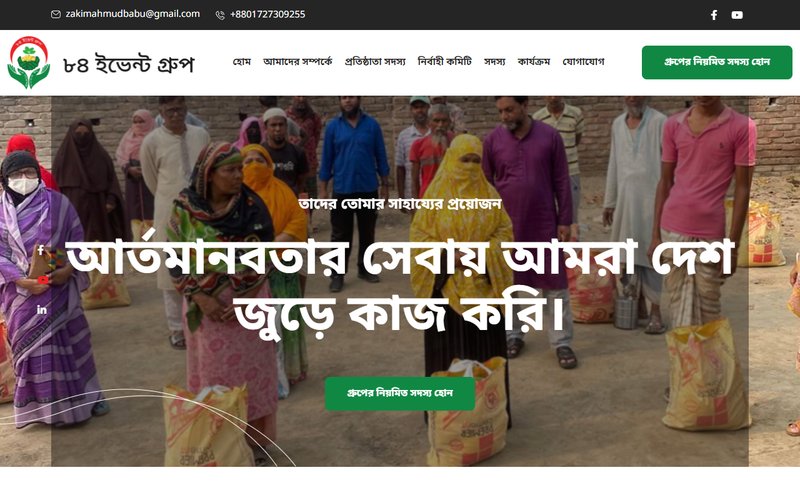 zakimahmudbabu@gmail.com
+8801727309255
৮৪ ইভেন্ট গ্রুপ
হোম
আমাদের সম্পর্কে
প্রতিষ্ঠাতা সদস্য
নির্বাহী কমিটি
সদস্য
কার্যক্রম
যোগাযোগ
গ্রুপের নিয়মিত সদস্য হোন
তাদের তোমার সাহায্যের প্রয়োজন
আর্তমানবতার সেবায় আমরা দেশ
জুড়ে কাজ করি।
গ্রুপের নিয়মিত সদস্য হোন